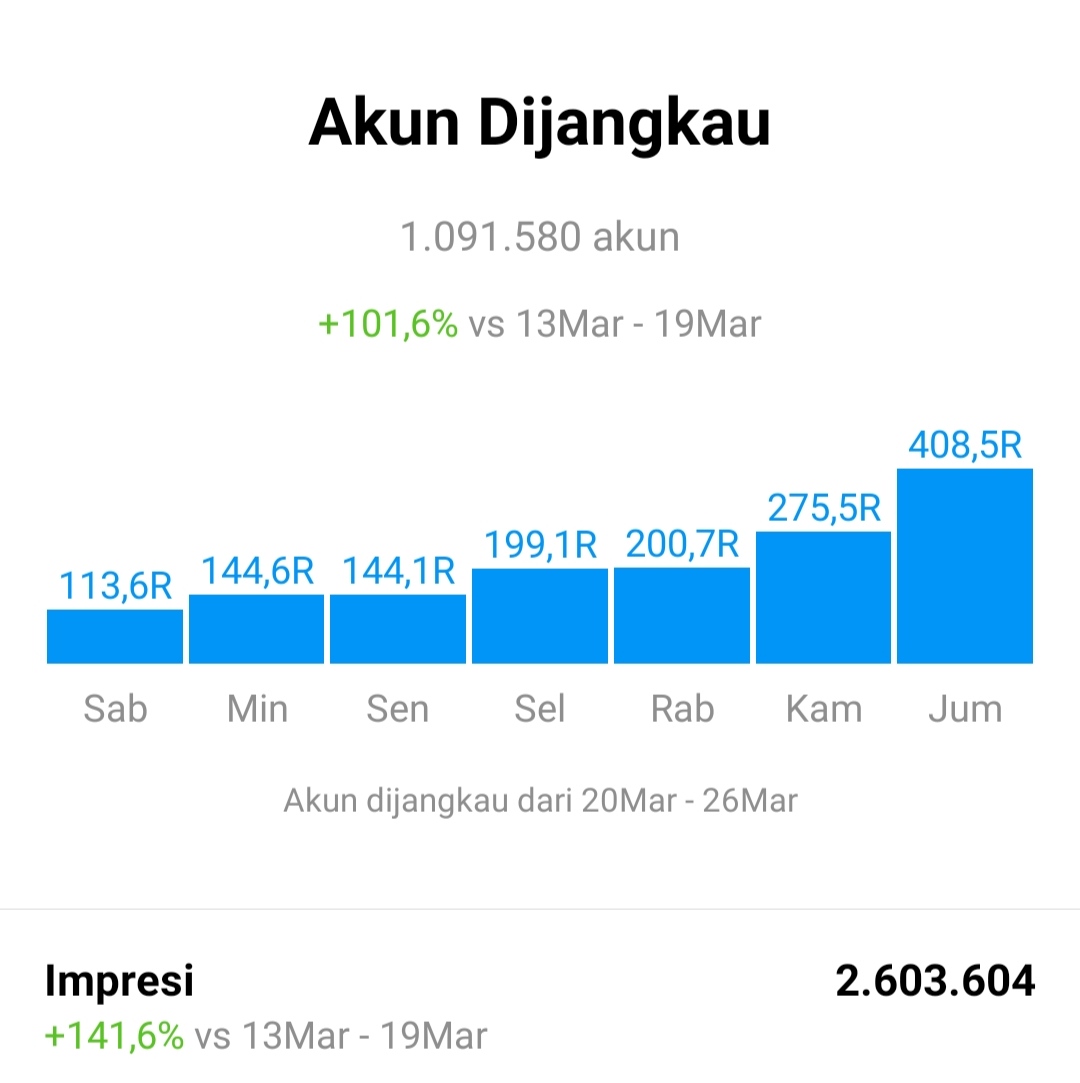 Akun Dijangkau
1.091.580 akun
+101,6% vs 13Mar - 19Mar
113,6R 144,6R 144,1R 199,1R 200,7R 275,5R 408,5R
Sab Min Sen Sel Rab Kam Jum
Akun dijangkau dari 20Mar - 26Mar
Impresi 2.603.604
+141,6% vs 13Mar - 19Mar